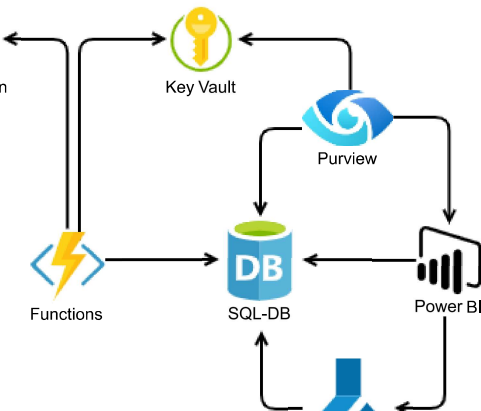 Key Vault
n
Purview
DB
Functions
SQL-DB
Power BI